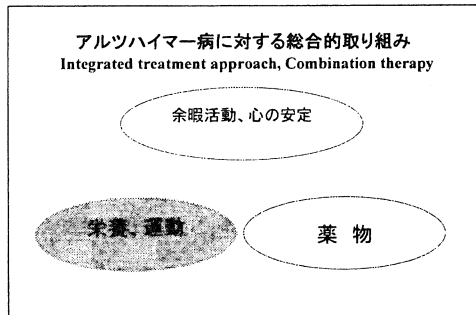 アルツハイマー病に対する総合的取り組み
Integrated treatment approach, Combination therapy
余暇活動、心の安定
栄養、運動
薬 物